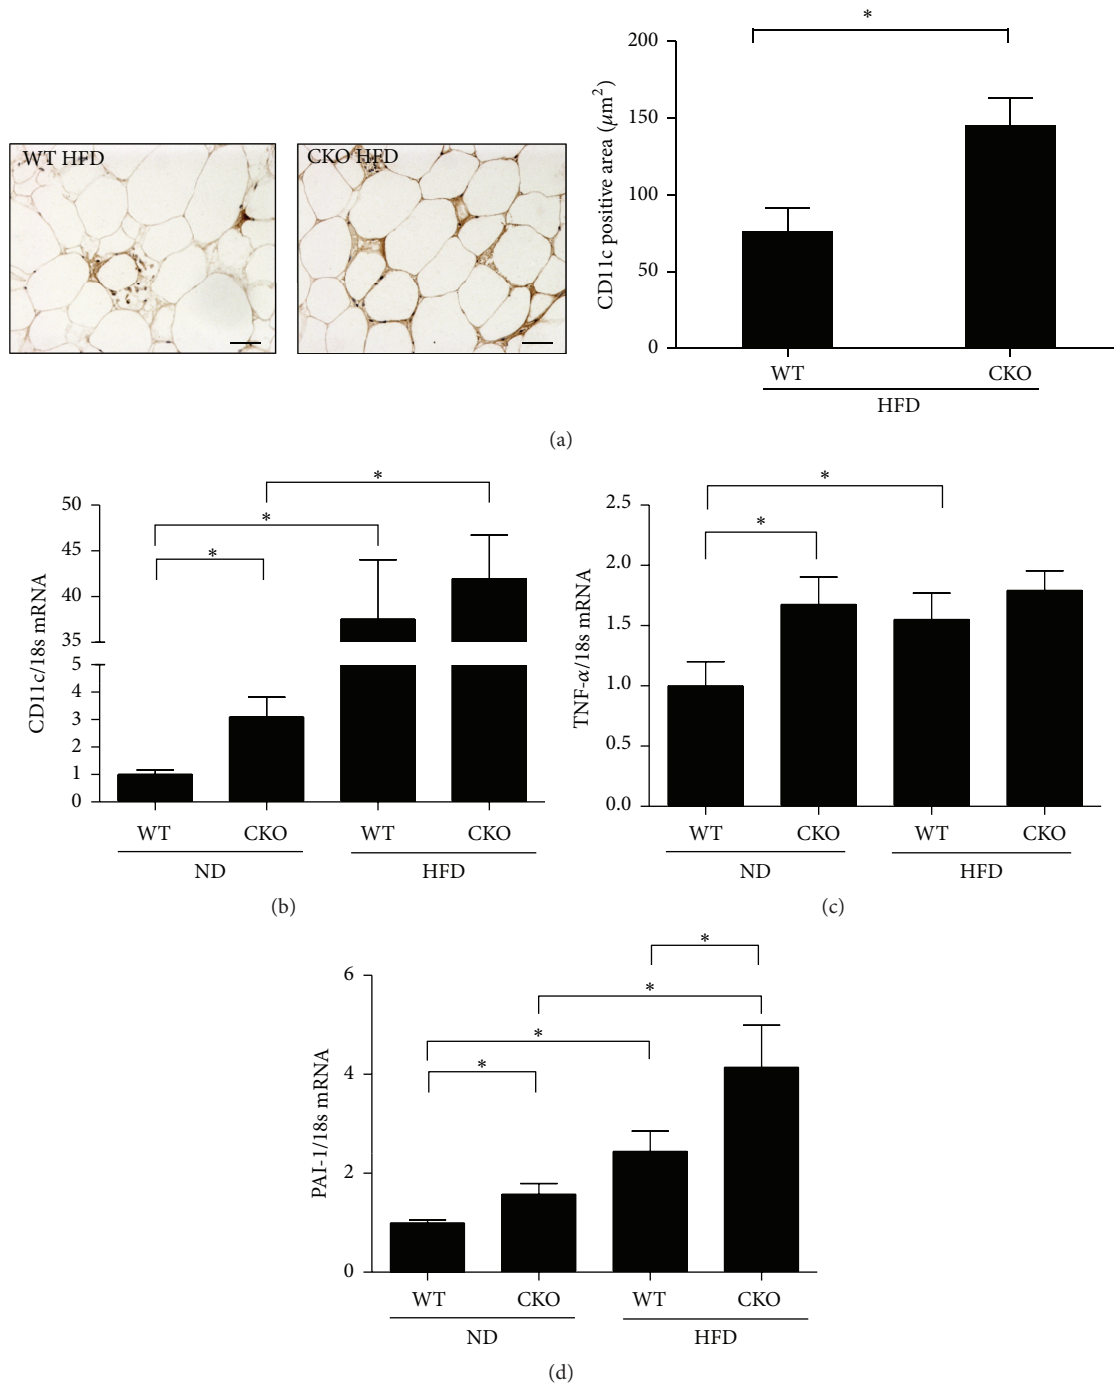 *
WT HFD
CKO HFD
CD11c positive area (μm²)
200
150
100
50
0
WT
CKO
HFD
(a)
*
*
*
CD11c/18s mRNA
50
45
40
35
5
4
3
2
1
0
WT
CKO
WT
CKO
ND
HFD
(b)
*
*
TNF-α/18s mRNA
2.5
2.0
1.5
1.0
0.5
0.0
WT
CKO
WT
CKO
ND
HFD
(c)
*
*
*
*
PAI-1/18s mRNA
6
4
2
0
WT
CKO
WT
CKO
ND
HFD
(d)